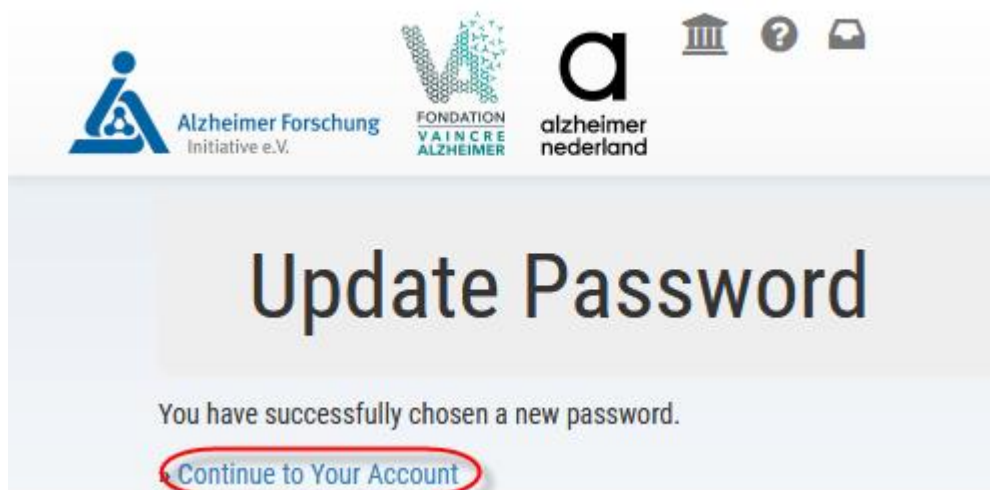 Alzheimer Forschung
Initiative e.V.
FONDATION
VAINCRE
ALZHEIMER
alzheimer
nederland
Update Password
You have successfully chosen a new password.
» Continue to Your Account